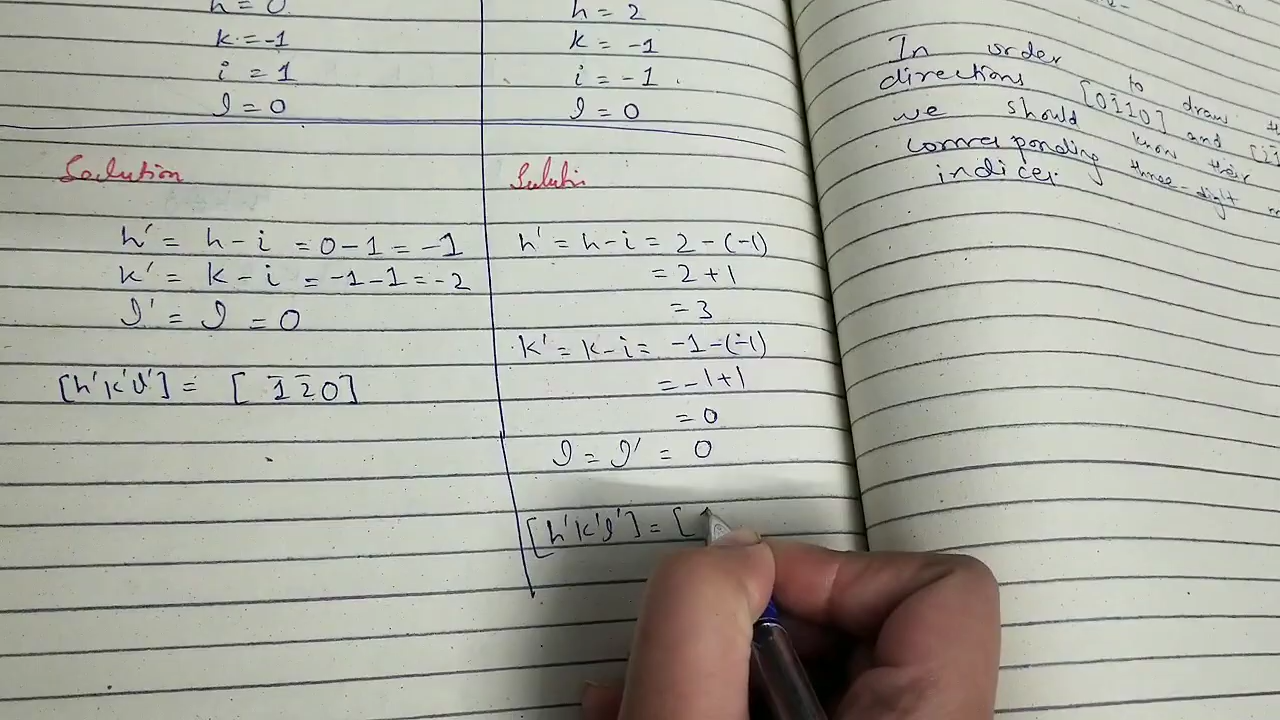 h = 0
k = -1
i = 1
l = 0
Solution
h' = h - i = 0 - 1 = -1
k' = k - i = -1 - 1 = -2
l' = l = 0
[h'k'l'] = [ 1̄ 2̄ 0]
h = 2
k = -1
i = -1
l = 0
Solution
h' = h - i = 2 - (-1)
= 2 + 1
= 3
k' = k - i = -1 - (-1)
= -1 + 1
= 0
l = l' = 0
[h'k'l'] = [
In order to draw
directions [01̄10] and
we should know their
corresponding three-digit
indices.